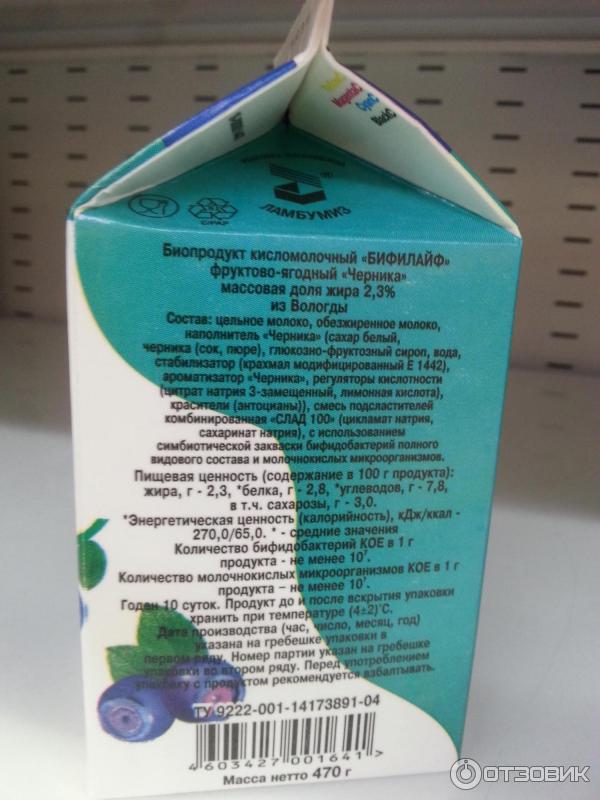 YellowC
MagentaC
CyanC
BlackC
ЛАМБУМИЗ
®
C/PAP
Биопродукт кисломолочный «БИФИЛАЙФ»
фруктово-ягодный «Черника»
массовая доля жира 2,3%
из Вологды
Состав: цельное молоко, обезжиренное молоко,
наполнитель «Черника» (сахар белый,
черника (сок, пюре), глюкозно-фруктозный сироп, вода,
стабилизатор (крахмал модифицированный Е 1442),
ароматизатор «Черника», регуляторы кислотности
(цитрат натрия 3-замещенный, лимонная кислота),
красители (антоцианы)), смесь подсластителей
комбинированная «СЛАД 100» (цикламат натрия,
сахаринат натрия), с использованием
симбиотической закваски бифидобактерий полного
видового состава и молочнокислых микроорганизмов.
Пищевая ценность (содержание в 100 г продукта):
жира, г - 2,3, *белка, г - 2,8, *углеводов, г - 7,8,
в т.ч. сахарозы, г - 3,0.
*Энергетическая ценность (калорийность), кДж/ккал -
270,0/65,0. * - средние значения
Количество бифидобактерий КОЕ в 1 г
продукта - не менее 10⁷.
Количество молочнокислых микроорганизмов КОЕ в 1 г
продукта – не менее 10⁷.
Годен 10 суток. Продукт до и после вскрытия упаковки
хранить при температуре (4±2)°С.
Дата производства (час, число, месяц, год)
указана на гребешке упаковки в
первом ряду. Номер партии указан на гребешке
упаковки во втором ряду. Перед употреблением
упаковку с продуктом рекомендуется взбалтывать.
ТУ 9222-001-14173891-04
4603427001641>
Масса нетто 470 г
ОТЗОВИК